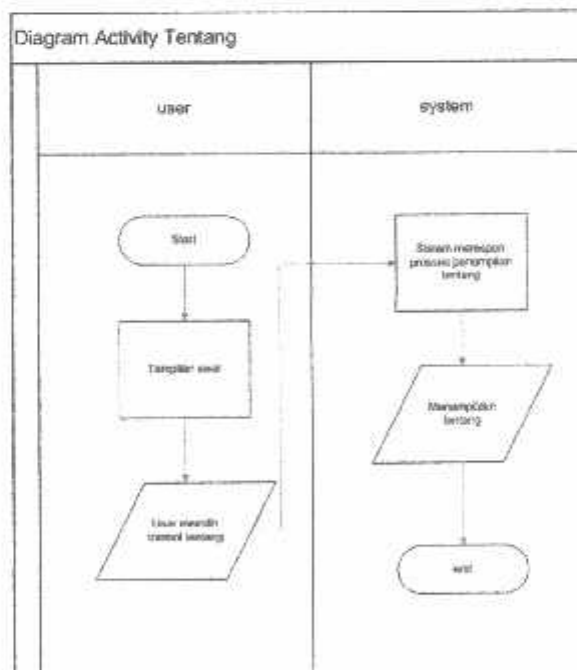 Diagram Activity Tentang
user
system
Start
Tampilan awal
User memilih
tombol tentang
Sistem merespon
proses penampilan
tentang
Menampilkan
tentang
end